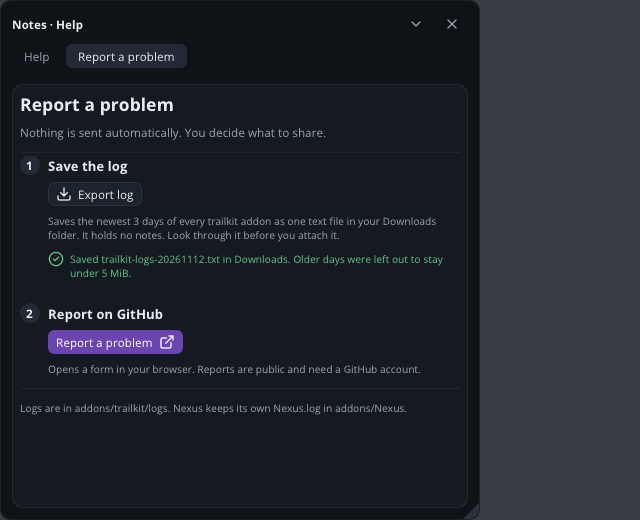 Notes · Help
Help
Report a problem
Report a problem
Nothing is sent automatically. You decide what to share.
1
Save the log
Export log
Saves the newest 3 days of every trailkit addon as one text file in your Downloads
folder. It holds no notes. Look through it before you attach it.
Saved trailkit-logs-20261112.txt in Downloads. Older days were left out to stay
under 5 MiB.
2
Report on GitHub
Report a problem
Opens a form in your browser. Reports are public and need a GitHub account.
Logs are in addons/trailkit/logs. Nexus keeps its own Nexus.log in addons/Nexus.